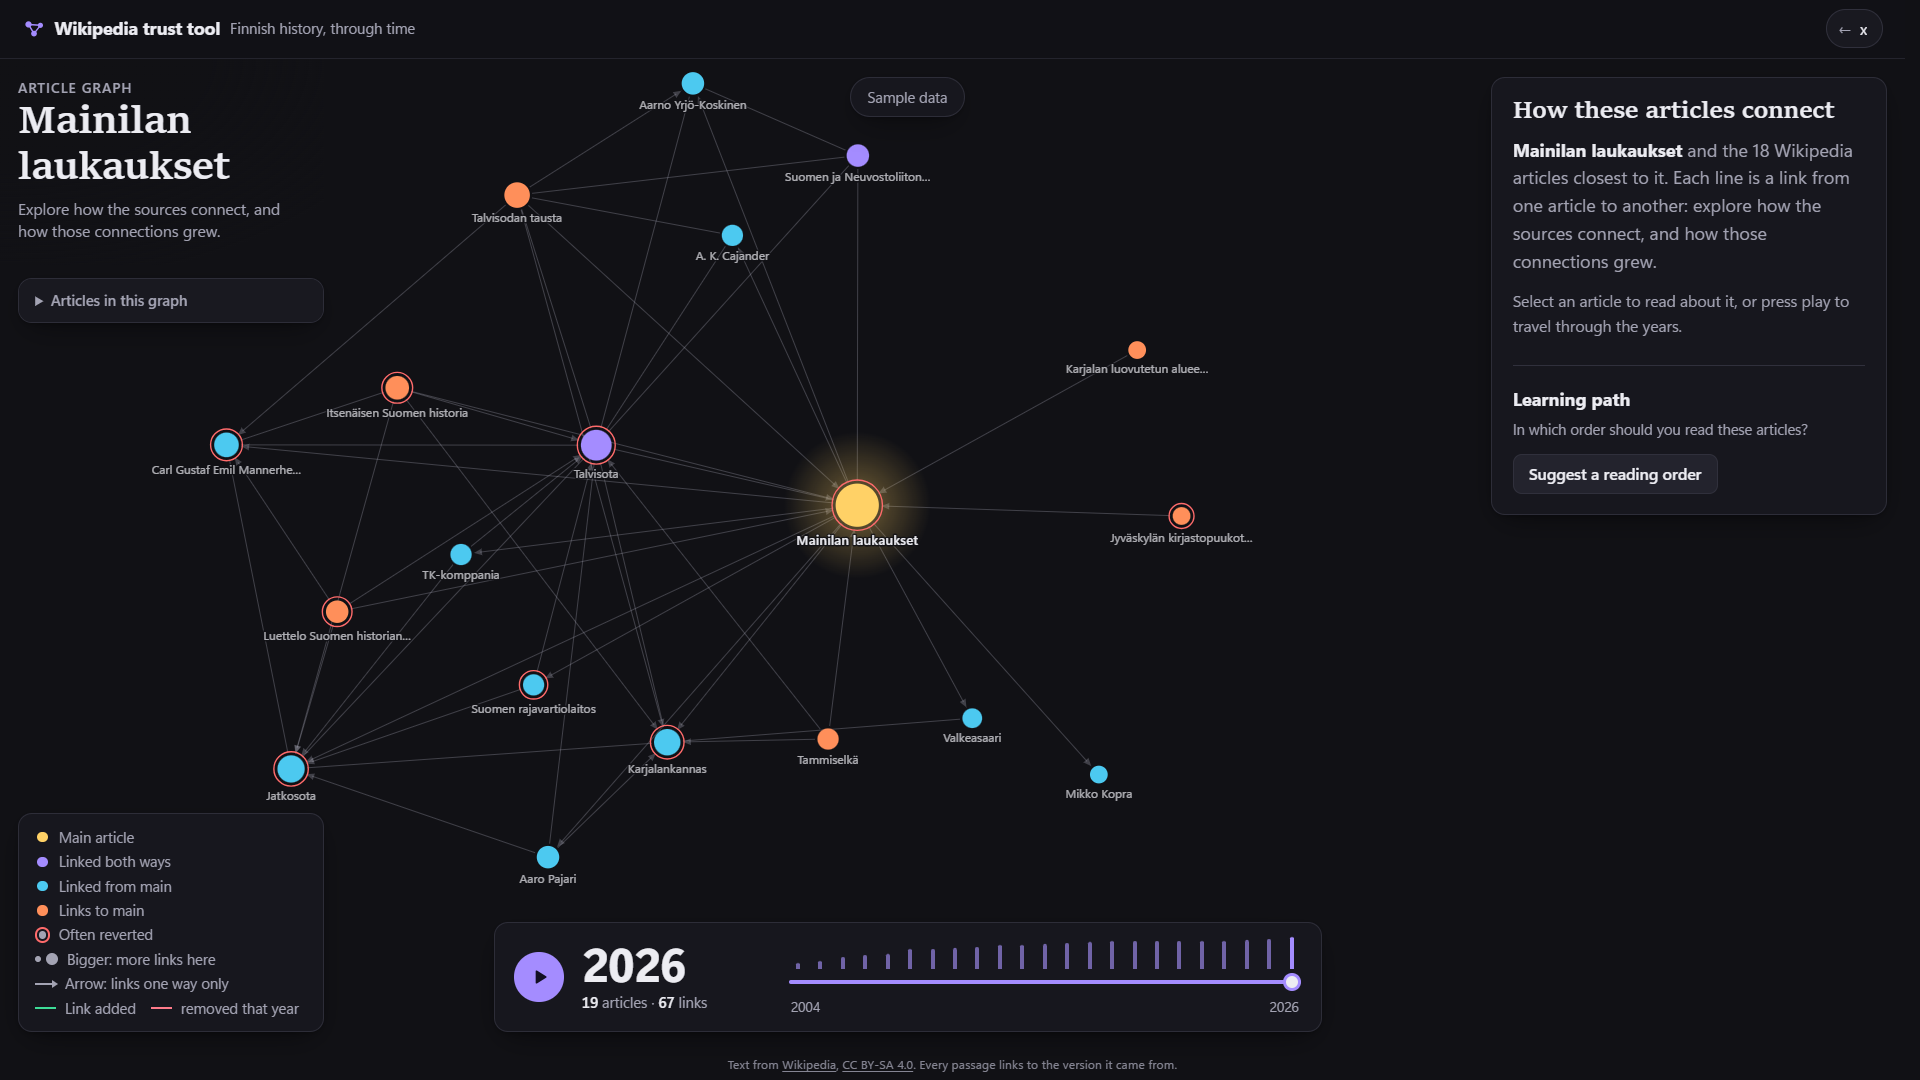 Wikipedia trust tool Finnish history, through time
← x
ARTICLE GRAPH
Mainilan
laukaukset
Explore how the sources connect, and
how those connections grew.
▶ Articles in this graph
Sample data
Aarno Yrjö-Koskinen
Suomen ja Neuvostoliiton...
Talvisodan tausta
A. K. Cajander
Karjalan luovutetun aluee...
Itsenäisen Suomen historia
Carl Gustaf Emil Mannerhe...
Talvisota
Mainilan laukaukset
Jyväskylän kirjastopuukot...
TK-komppania
Luettelo Suomen historian...
Suomen rajavartiolaitos
Karjalankannas
Tammiselkä
Valkeasaari
Mikko Kopra
Jatkosota
Aaro Pajari
How these articles connect
Mainilan laukaukset and the 18 Wikipedia
articles closest to it. Each line is a link from
one article to another: explore how the
sources connect, and how those
connections grew.
Select an article to read about it, or press play to
travel through the years.
Learning path
In which order should you read these articles?
Suggest a reading order
Main article
Linked both ways
Linked from main
Links to main
Often reverted
Bigger: more links here
Arrow: links one way only
Link added removed that year
2026
19 articles · 67 links
2004
2026
Text from Wikipedia, CC BY-SA 4.0. Every passage links to the version it came from.